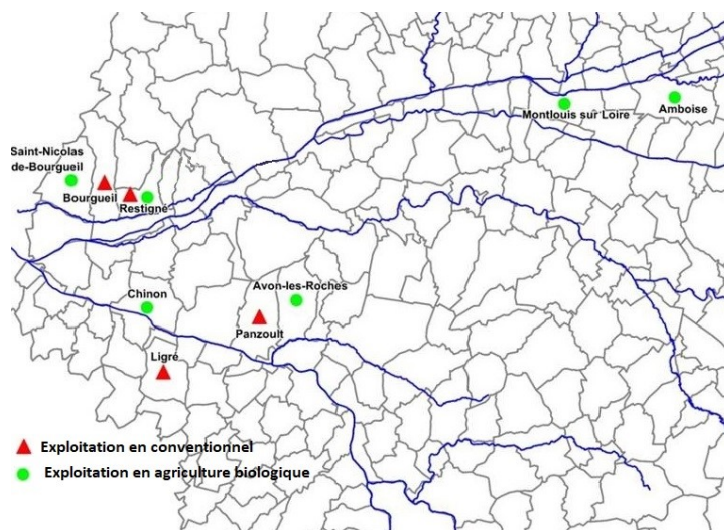 Amboise
Montlouis sur Loire
Saint-Nicolas
de-Bourgueil
Bourgueil
Restigné
Avon-les-Roches
Chinon
Panzoult
Ligré
Exploitation en conventionnel
Exploitation en agriculture biologique